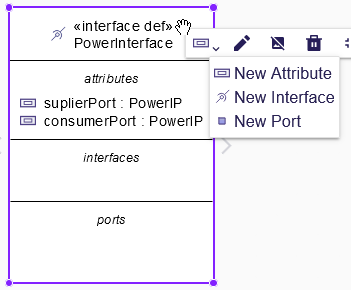 «interface def»
PowerInterface
attributes
suplierPort : PowerIP
consumerPort : PowerIP
interfaces
ports
New Attribute
New Interface
New Port